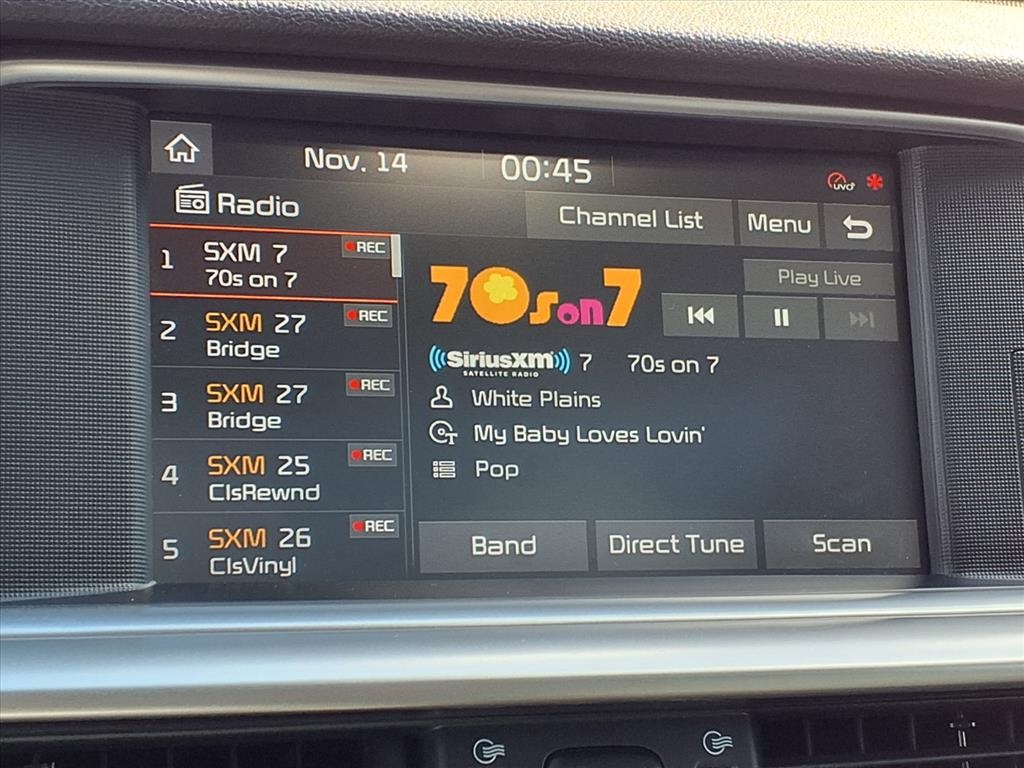 Nov. 14 00:45
UVO
Radio Channel List Menu
1 SXM 7 REC
70s on 7
2 SXM 27 REC
Bridge
3 SXM 27 REC
Bridge
4 SXM 25 REC
ClsRewnd
5 SXM 26 REC
ClsVinyl
70s on 7
Play Live
SiriusXM 7 70s on 7
SATELLITE RADIO
White Plains
My Baby Loves Lovin'
Pop
Band Direct Tune Scan